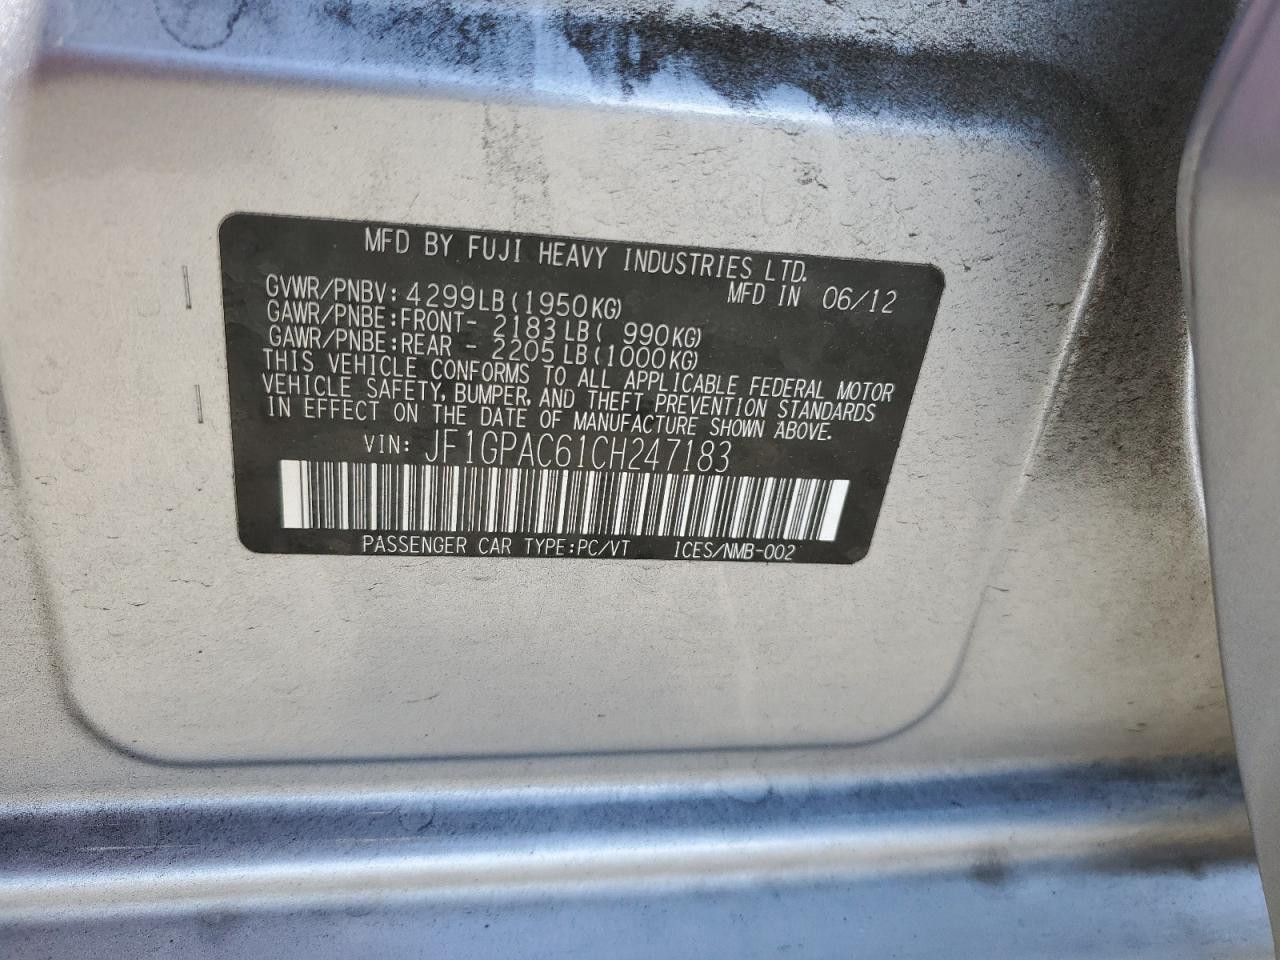 MFD BY FUJI HEAVY INDUSTRIES LTD.
MFD IN 06/12
GVWR/PNBV: 4299LB(1950KG)
GAWR/PNBE:FRONT- 2183LB( 990KG)
GAWR/PNBE:REAR - 2205LB(1000KG)
THIS VEHICLE CONFORMS TO ALL APPLICABLE FEDERAL MOTOR
VEHICLE SAFETY, BUMPER, AND THEFT PREVENTION STANDARDS
IN EFFECT ON THE DATE OF MANUFACTURE SHOWN ABOVE.
VIN: JF1GPAC61CH247183
PASSENGER CAR TYPE:PC/VT ICES/NMB-002